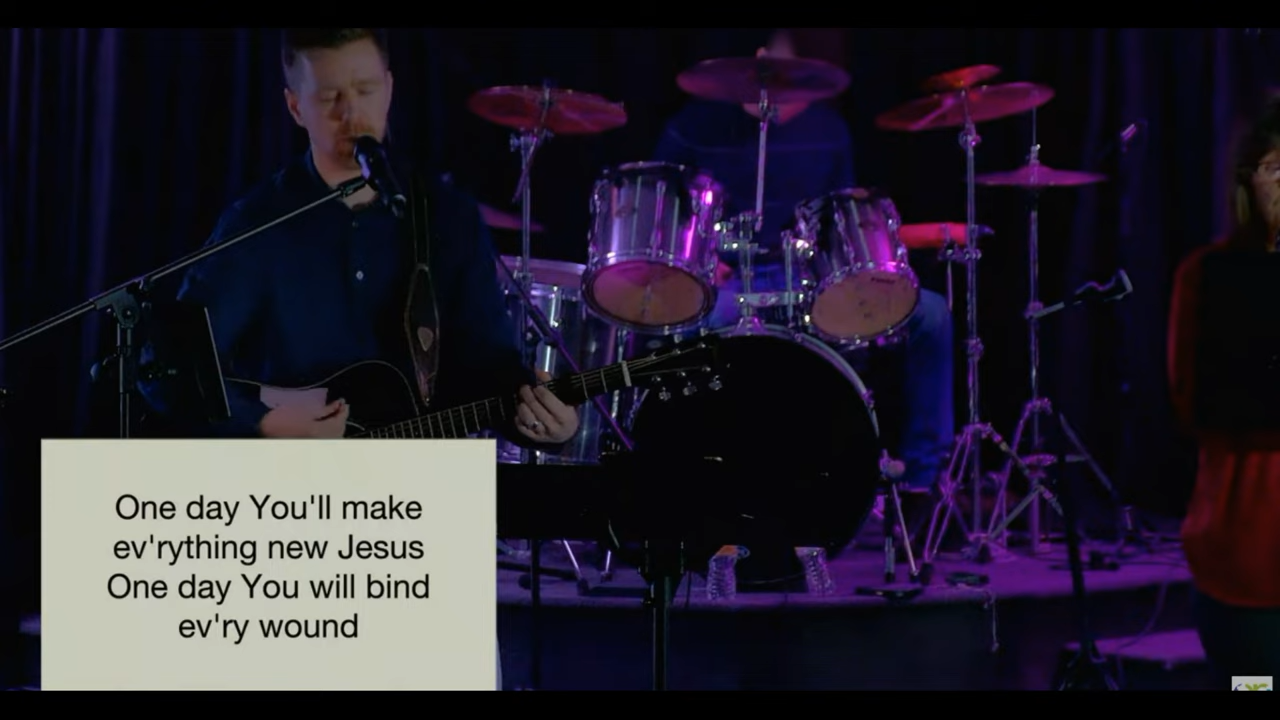 One day You'll make
ev'rything new Jesus
One day You will bind
ev'ry wound